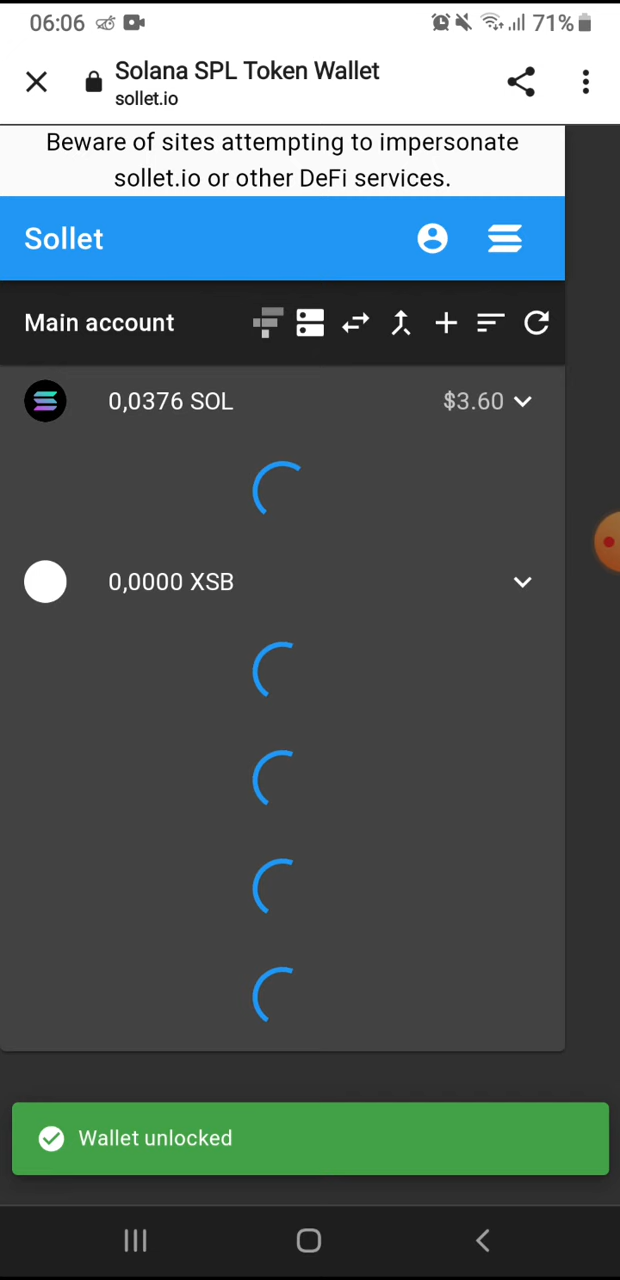 06:06 71%
Solana SPL Token Wallet
sollet.io
Beware of sites attempting to impersonate
sollet.io or other DeFi services.
Sollet
Main account
0,0376 SOL $3.60
0,0000 XSB
Wallet unlocked